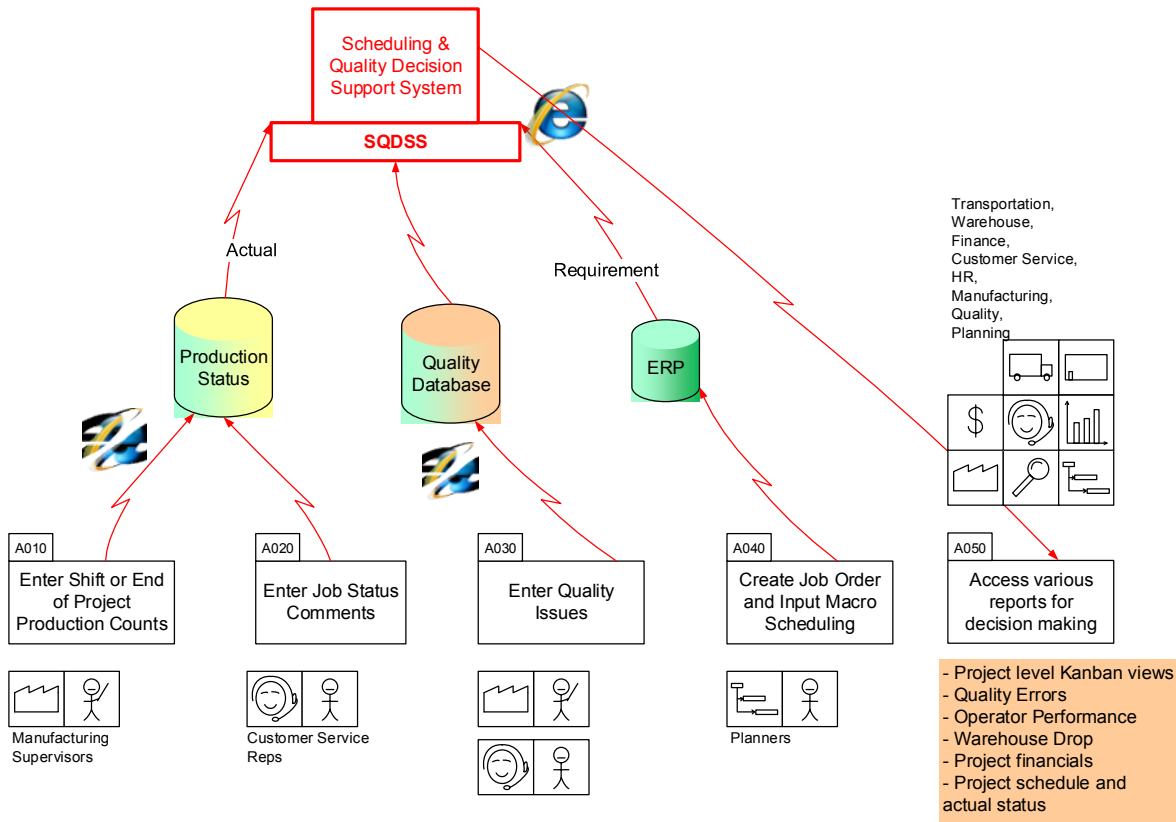 Scheduling &
Quality Decision
Support System
SQDSS
Actual
Requirement
Transportation,
Warehouse,
Finance,
Customer Service,
HR,
Manufacturing,
Quality,
Planning
Production
Status
Quality
Database
ERP
$
A010
Enter Shift or End
of Project
Production Counts
A020
Enter Job Status
Comments
A030
Enter Quality
Issues
A040
Create Job Order
and Input Macro
Scheduling
A050
Access various
reports for
decision making
Manufacturing
Supervisors
Customer Service
Reps
Planners
- Project level Kanban views
- Quality Errors
- Operator Performance
- Warehouse Drop
- Project financials
- Project schedule and
actual status